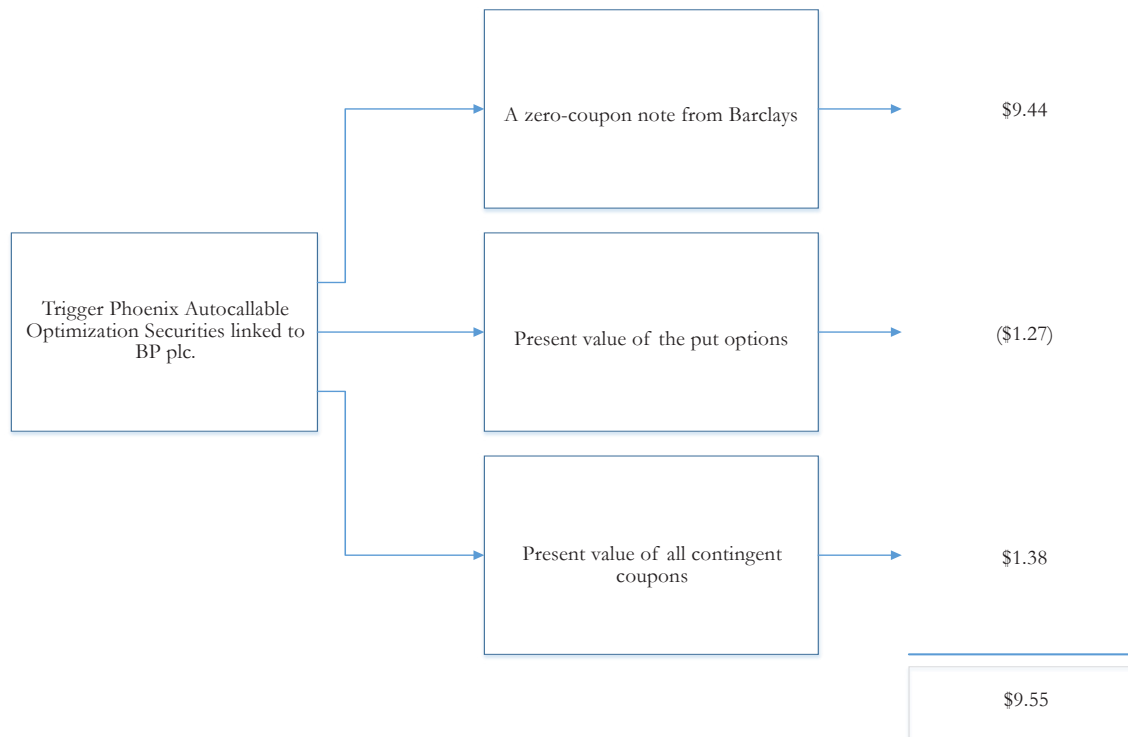 A zero-coupon note from Barclays
$9.44
Trigger Phoenix Autocallable
Optimization Securities linked to
BP plc.
Present value of the put options
($1.27)
Present value of all contingent
coupons
$1.38
$9.55